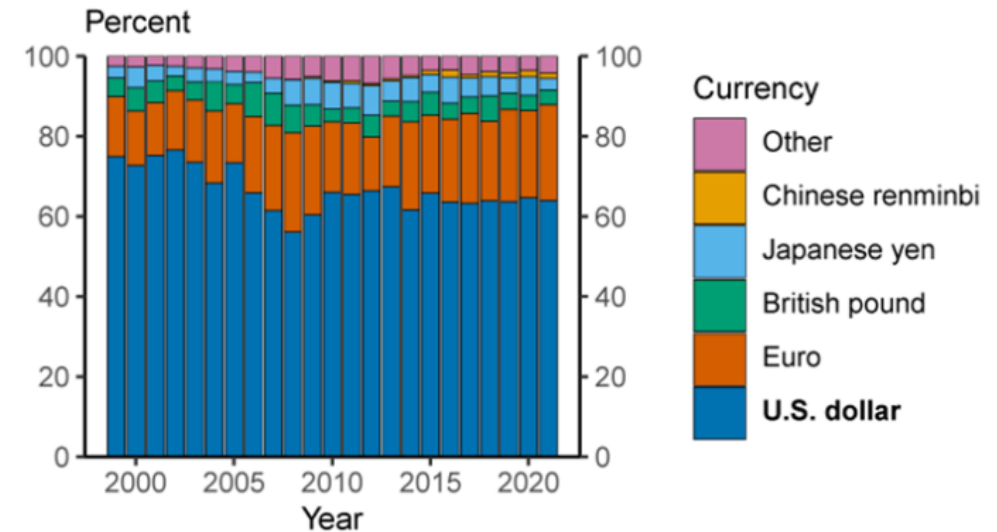 Percent
100
80
60
40
20
0
100
80
60
40
20
0
2000 2005 2010 2015 2020
Year
Currency
Other
Chinese renminbi
Japanese yen
British pound
Euro
U.S. dollar